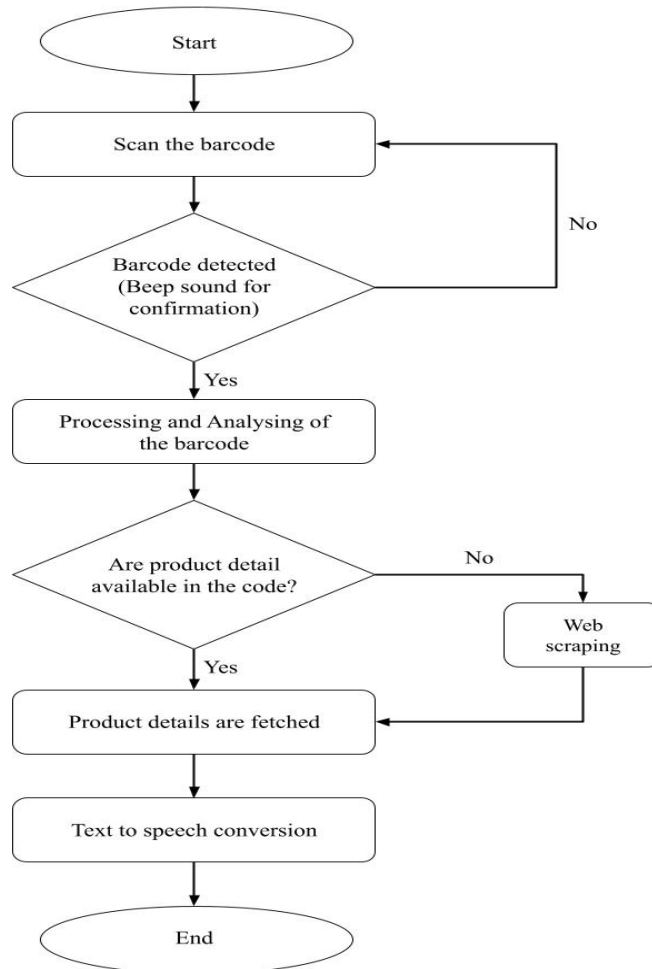 Start
Scan the barcode
No
Barcode detected
(Beep sound for
confirmation)
Yes
Processing and Analysing of
the barcode
Are product detail
available in the code?
No
Web
scraping
Yes
Product details are fetched
Text to speech conversion
End